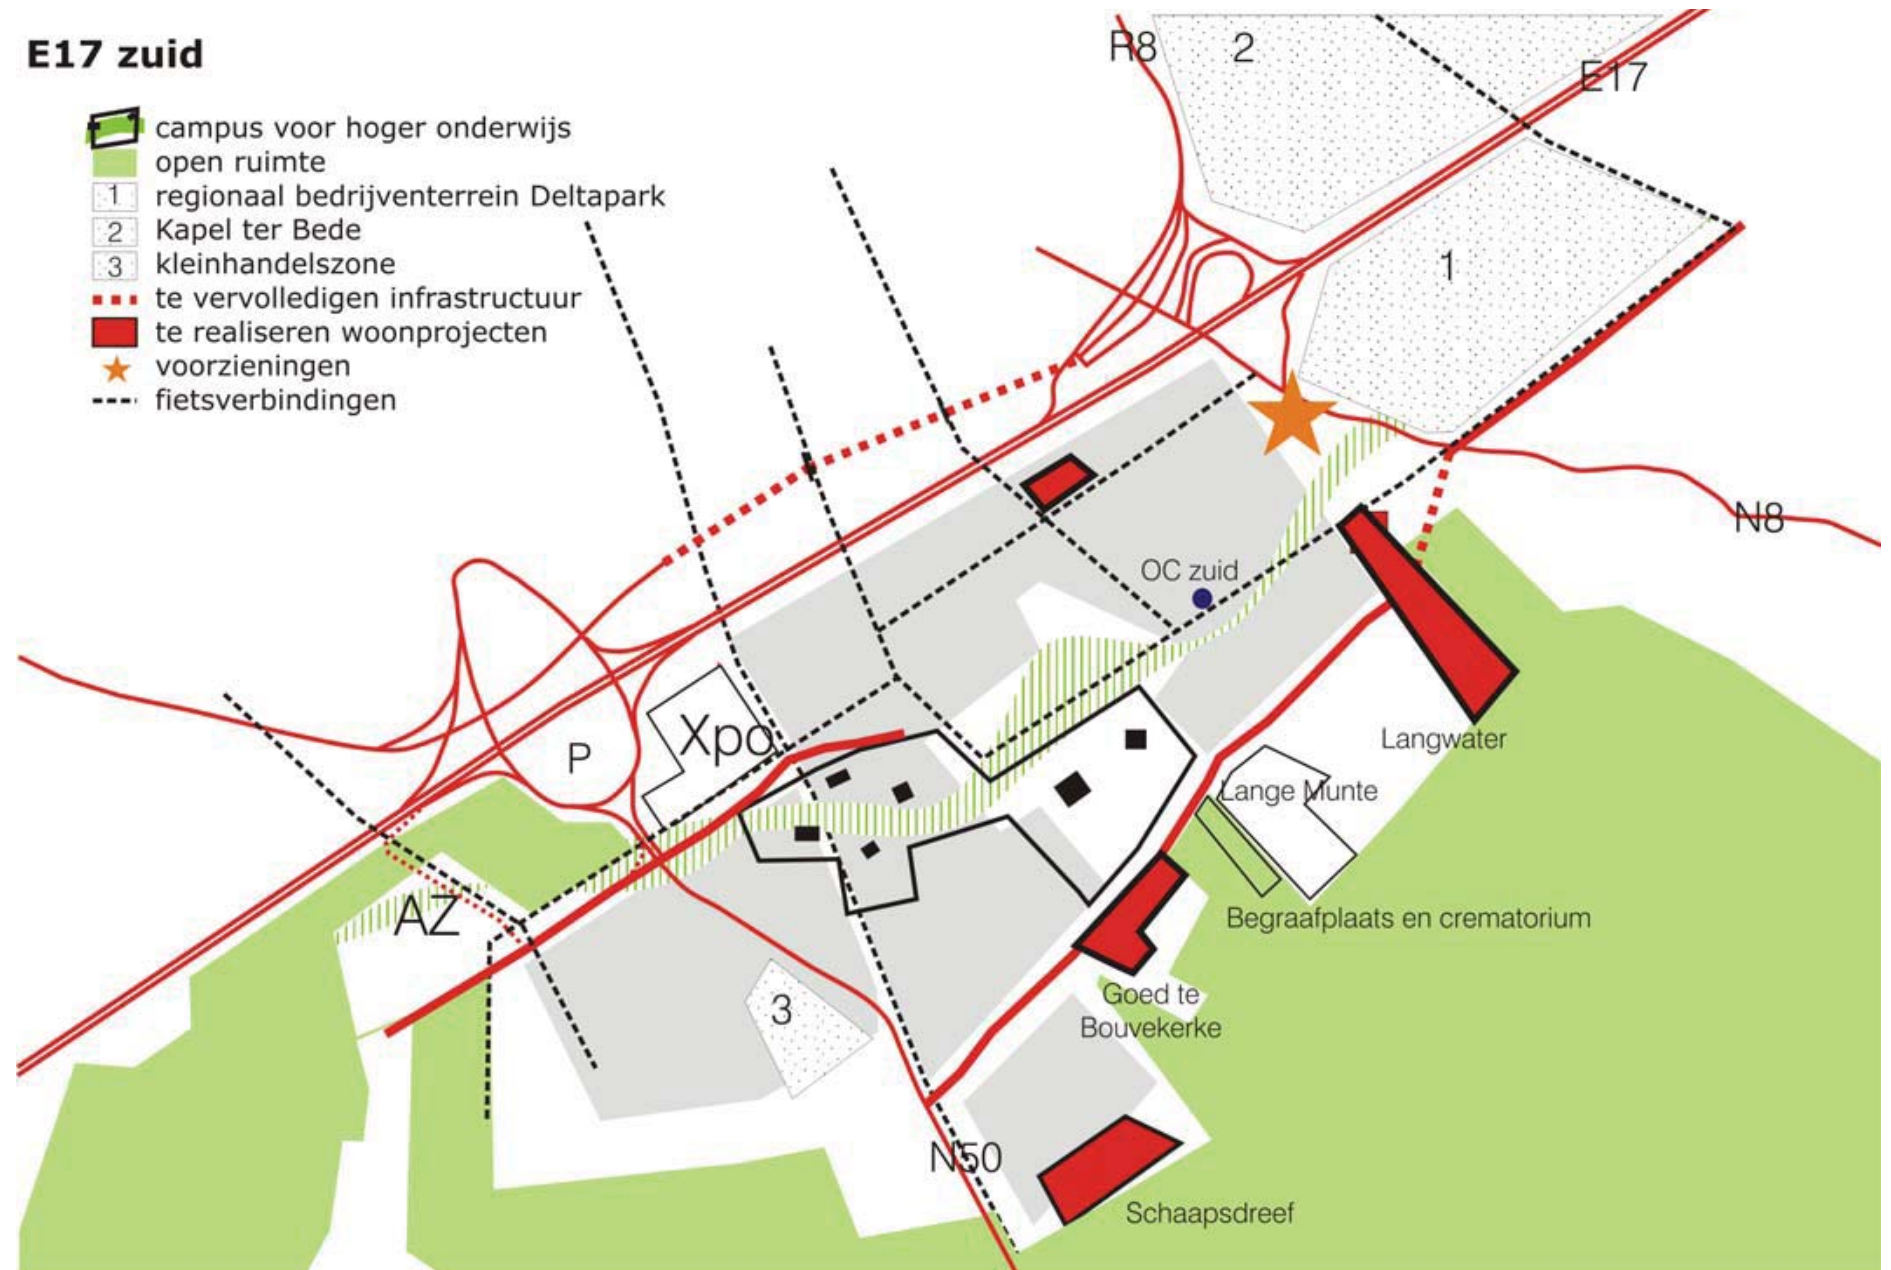 E17 zuid
campus voor hoger onderwijs
open ruimte
1 regionaal bedrijventerrein Deltapark
2 Kapel ter Bede
3 kleinhandelszone
te vervolledigen infrastructuur
te realiseren woonprojecten
voorzieningen
fietsverbindingen
R8
2
E17
1
N8
OC zuid
Xpo
P
Langwater
Lange Munte
AZ
Begraafplaats en crematorium
3
Goed te
Bouvekerke
N50
Schaapsdreef